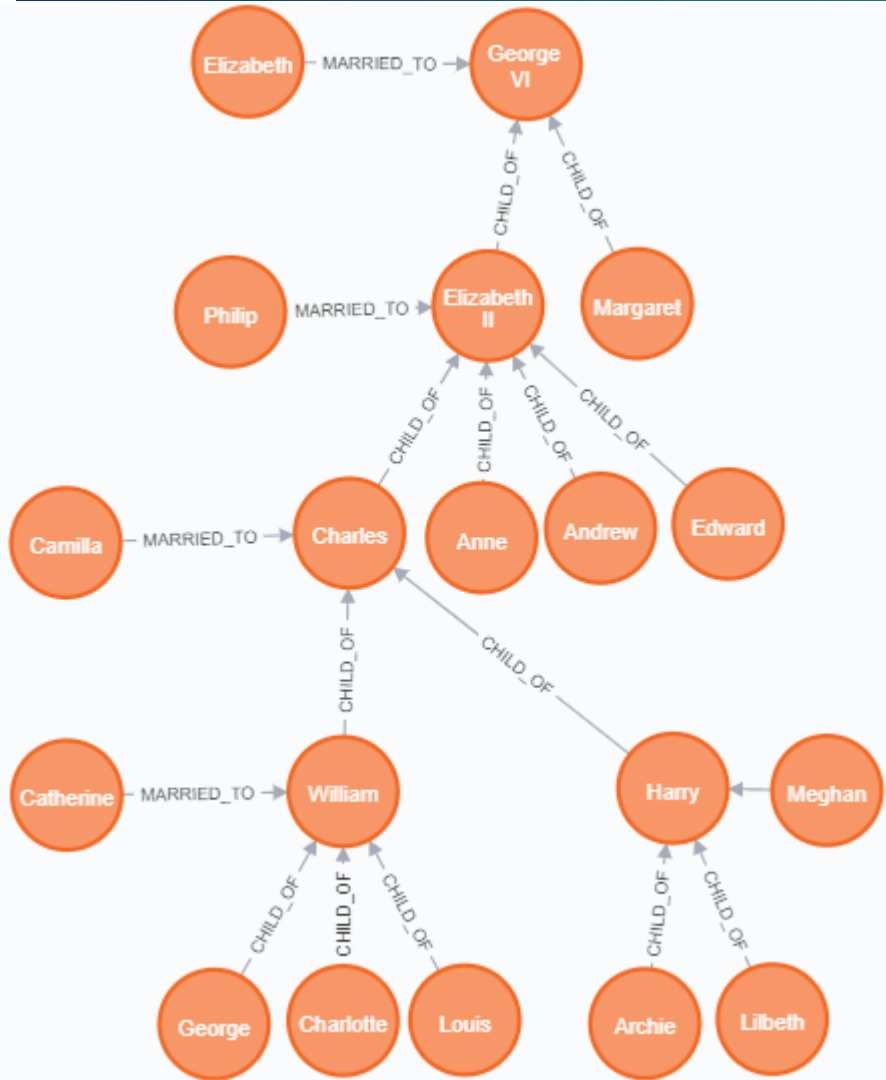 Elizabeth
MARRIED_TO
George
VI
CHILD_OF
CHILD_OF
Philip
MARRIED_TO
Elizabeth
II
Margaret
CHILD_OF
CHILD_OF
CHILD_OF
CHILD_OF
Camilla
MARRIED_TO
Charles
Anne
Andrew
Edward
CHILD_OF
CHILD_OF
Catherine
MARRIED_TO
William
Harry
Meghan
CHILD_OF
CHILD_OF
CHILD_OF
CHILD_OF
CHILD_OF
George
Charlotte
Louis
Archie
Lilbeth